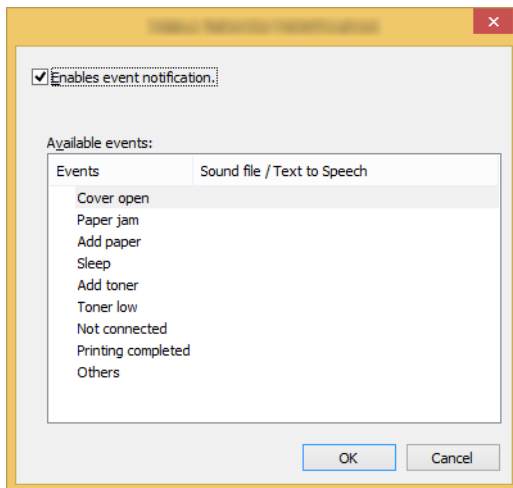 Enables event notification.
Available events:
Events Sound file / Text to Speech
Cover open
Paper jam
Add paper
Sleep
Add toner
Toner low
Not connected
Printing completed
Others
OK Cancel